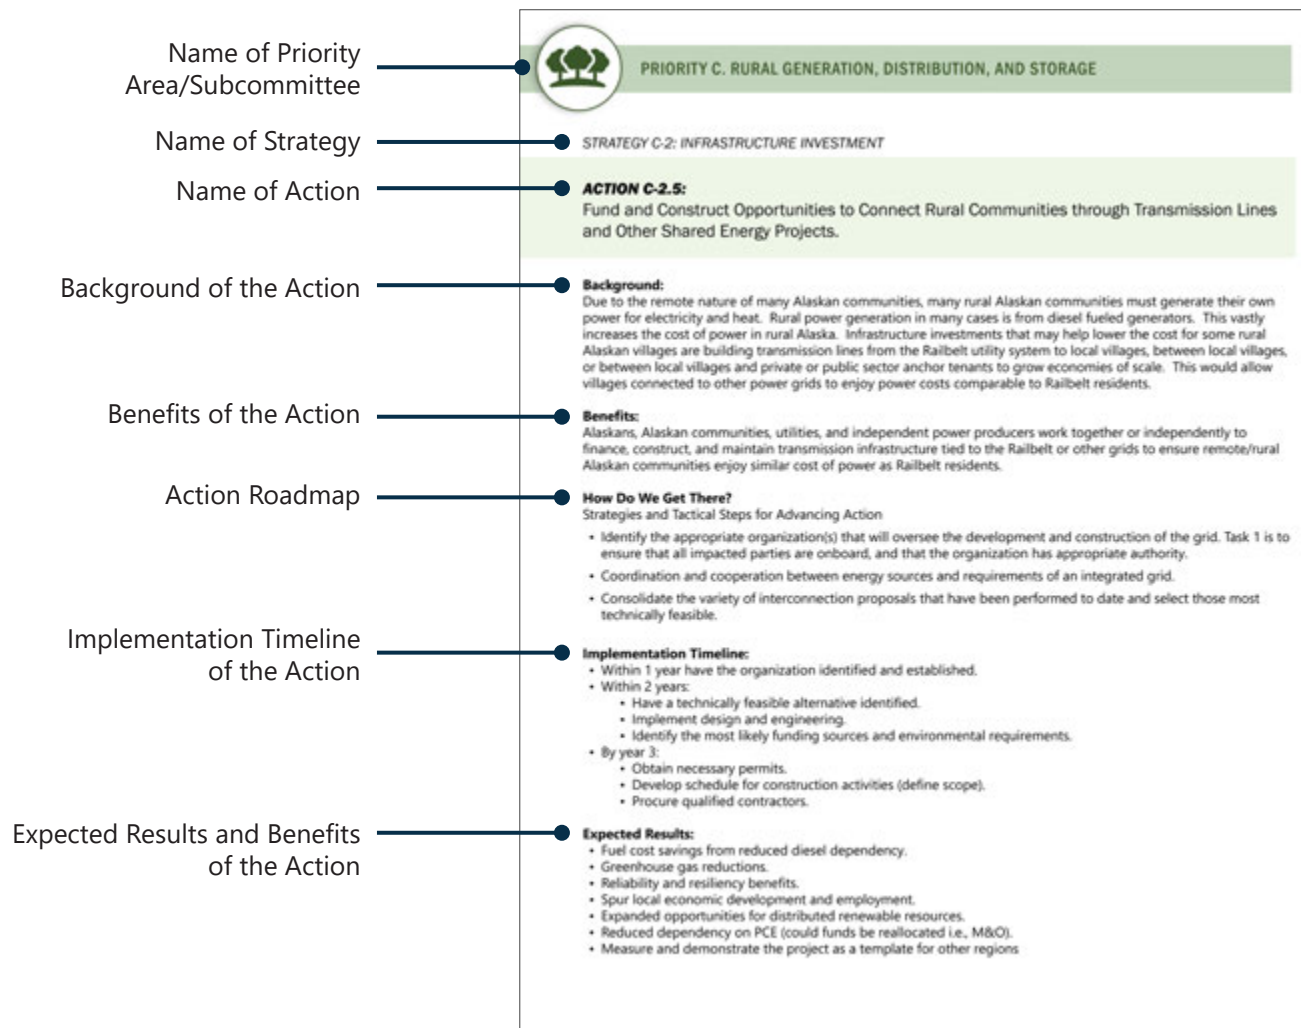 Name of Priority
Area/Subcommittee
PRIORITY C. RURAL GENERATION, DISTRIBUTION, AND STORAGE
Name of Strategy
STRATEGY C-2: INFRASTRUCTURE INVESTMENT
Name of Action
ACTION C-2.5:
Fund and Construct Opportunities to Connect Rural Communities through Transmission Lines
and Other Shared Energy Projects.
Background of the Action
Background:
Due to the remote nature of many Alaskan communities, many rural Alaskan communities must generate their own
power for electricity and heat. Rural power generation in many cases is from diesel fueled generators. This vastly
increases the cost of power in rural Alaska. Infrastructure investments that may help lower the cost for some rural
Alaskan villages are building transmission lines from the Railbelt utility system to local villages, between local villages,
or between local villages and private or public sector anchor tenants to grow economies of scale. This would allow
villages connected to other power grids to enjoy power costs comparable to Railbelt residents.
Benefits of the Action
Benefits:
Alaskans, Alaskan communities, utilities, and independent power producers work together or independently to
finance, construct, and maintain transmission infrastructure tied to the Railbelt or other grids to ensure remote/rural
Alaskan communities enjoy similar cost of power as Railbelt residents.
Action Roadmap
How Do We Get There?
Strategies and Tactical Steps for Advancing Action
• Identify the appropriate organization(s) that will oversee the development and construction of the grid. Task 1 is to
ensure that all impacted parties are onboard, and that the organization has appropriate authority.
• Coordination and cooperation between energy sources and requirements of an integrated grid.
• Consolidate the variety of interconnection proposals that have been performed to date and select those most
technically feasible.
Implementation Timeline
of the Action
Implementation Timeline:
• Within 1 year have the organization identified and established.
• Within 2 years:
• Have a technically feasible alternative identified.
• Implement design and engineering.
• Identify the most likely funding sources and environmental requirements.
• By year 3:
• Obtain necessary permits.
• Develop schedule for construction activities (define scope).
• Procure qualified contractors.
Expected Results and Benefits
of the Action
Expected Results:
• Fuel cost savings from reduced diesel dependency.
• Greenhouse gas reductions.
• Reliability and resiliency benefits.
• Spur local economic development and employment.
• Expanded opportunities for distributed renewable resources.
• Reduced dependency on PCE (could funds be reallocated i.e., M&O).
• Measure and demonstrate the project as a template for other regions